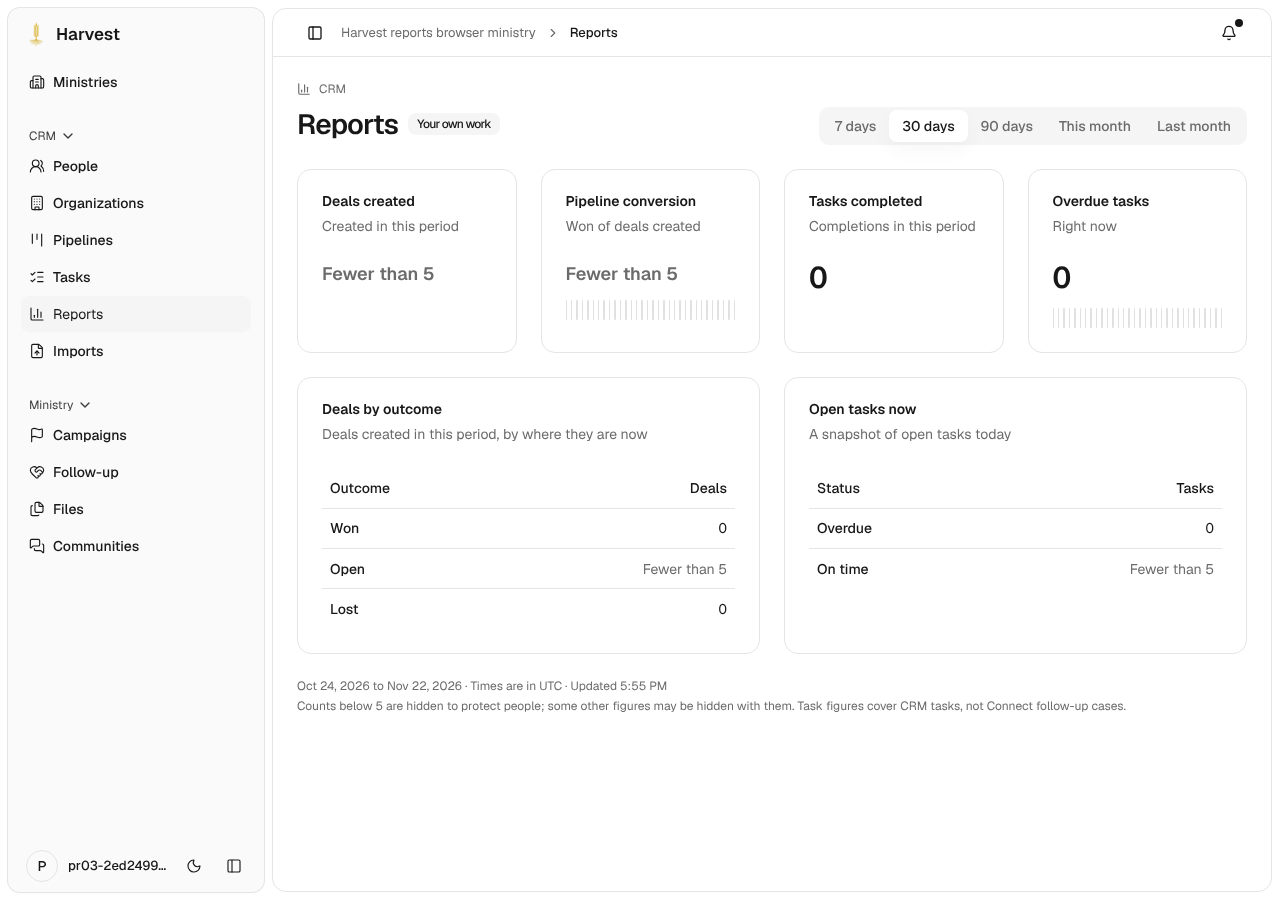 Harvest
Ministries
CRM
People
Organizations
Pipelines
Tasks
Reports
Imports
Ministry
Campaigns
Follow-up
Files
Communities
P
pr03-2ed2499…
Harvest reports browser ministry
Reports
CRM
Reports
Your own work
7 days
30 days
90 days
This month
Last month
Deals created
Created in this period
Fewer than 5
Pipeline conversion
Won of deals created
Fewer than 5
Tasks completed
Completions in this period
0
Overdue tasks
Right now
0
Deals by outcome
Deals created in this period, by where they are now
Outcome Deals
Won 0
Open Fewer than 5
Lost 0
Open tasks now
A snapshot of open tasks today
Status Tasks
Overdue 0
On time Fewer than 5
Oct 24, 2026 to Nov 22, 2026 · Times are in UTC · Updated 5:55 PM
Counts below 5 are hidden to protect people; some other figures may be hidden with them. Task figures cover CRM tasks, not Connect follow-up cases.